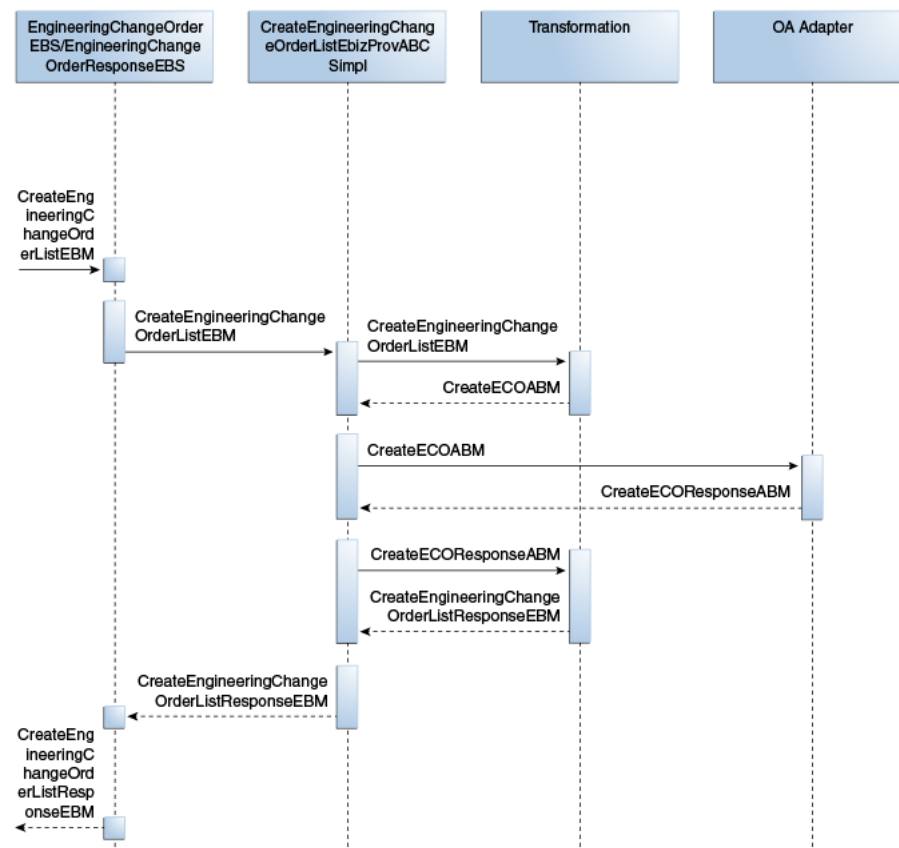 EngineeringChangeOrder
EBS/EngineeringChange
OrderResponseEBS
CreateEngineeringChang
eOrderListEbizProvABC
SimpI
Transformation
OA Adapter
CreateEng
ineeringC
hangeOrd
erListEBM
CreateEngineeringChange
OrderListEBM
CreateEngineeringChange
OrderListEBM
CreateECOABM
CreateECOABM
CreateECOResponseABM
CreateECOResponseABM
CreateEngineeringChange
OrderListResponseEBM
CreateEngineeringChange
OrderListResponseEBM
CreateEng
ineeringC
hangeOrd
erListResp
onseEBM